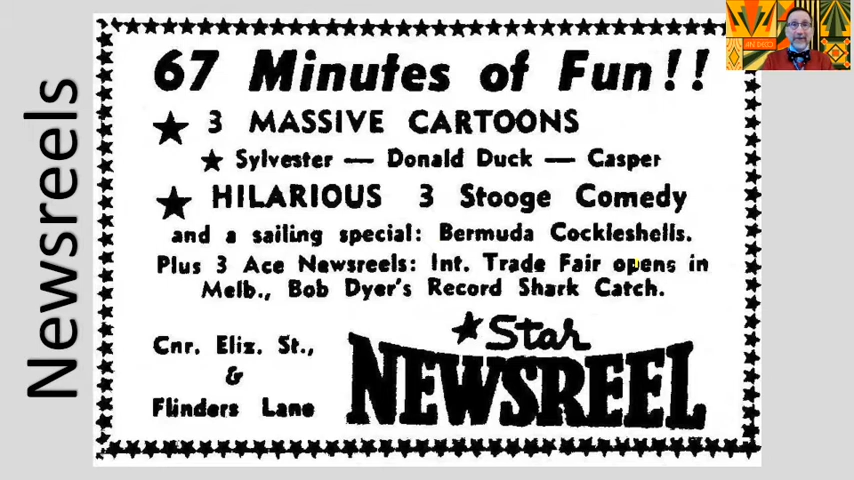 Newsreels
67 Minutes of Fun!!
3 MASSIVE CARTOONS
Sylvester — Donald Duck — Casper
HILARIOUS 3 Stooge Comedy
and a sailing special: Bermuda Cockleshells.
Plus 3 Ace Newsreels: Int. Trade Fair opens in
Melb., Bob Dyer's Record Shark Catch.
Cnr. Eliz. St.,
&
Flinders Lane
Star
NEWSREEL